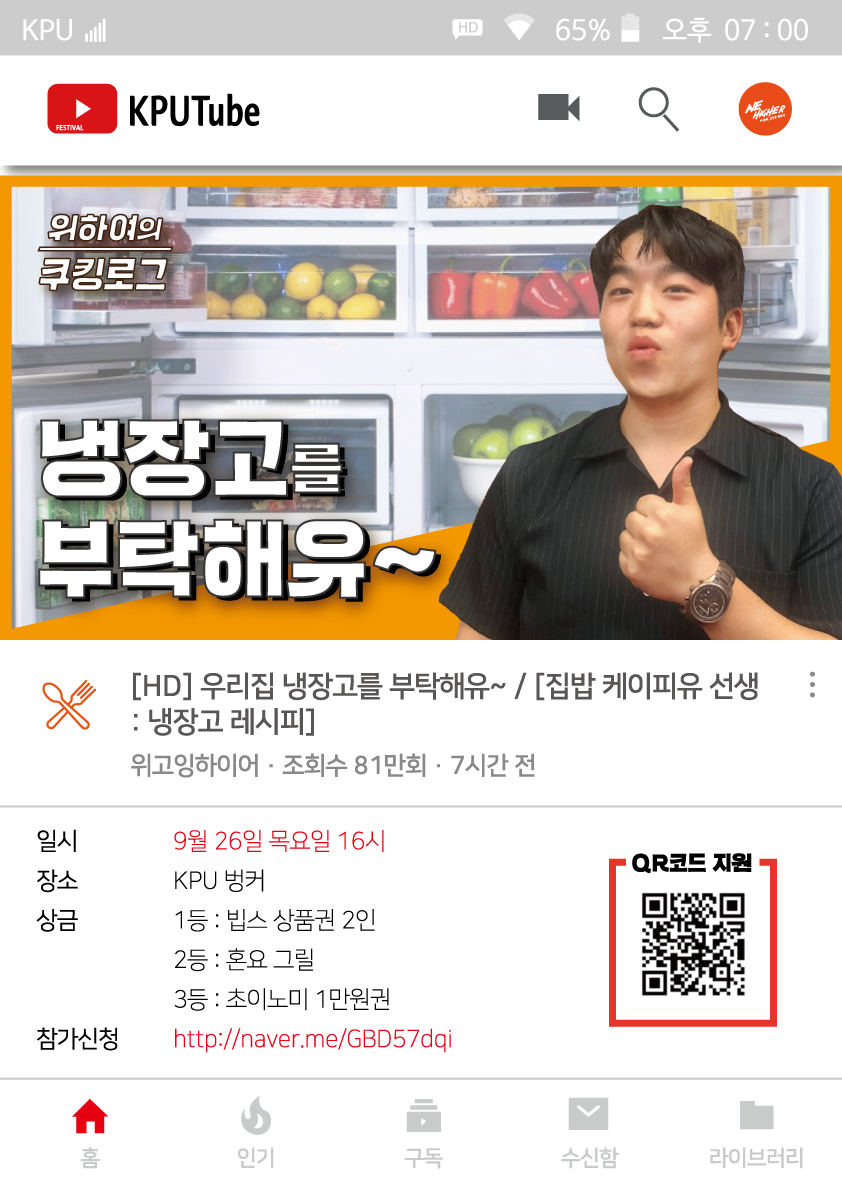 KPU
HD 65% 오후 07 : 00
FESTIVAL
KPUTube
WE HIGHER
위하여의
쿠킹로그
냉장고를
부탁해유~
[HD] 우리집 냉장고를 부탁해유~ / [집밥 케이피유 선생
: 냉장고 레시피]
위고잉하이어 · 조회수 81만회 · 7시간 전
일시 9월 26일 목요일 16시
장소 KPU 벙커
상금 1등 : 빕스 상품권 2인
2등 : 혼요 그릴
3등 : 초이노미 1만원권
참가신청 http://naver.me/GBD57dqi
QR코드 지원
홈 인기 구독 수신함 라이브러리